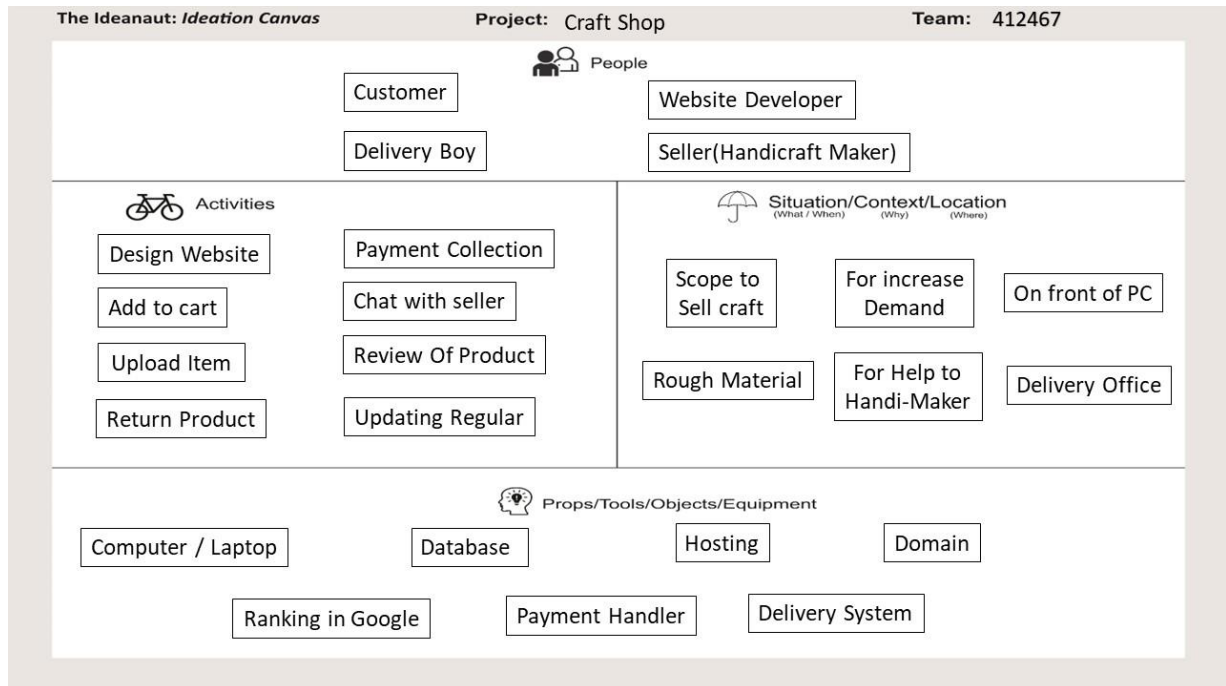 The Ideanaut: Ideation Canvas Project: Craft Shop Team: 412467
People
Customer
Website Developer
Delivery Boy
Seller(Handicraft Maker)
Activities
Design Website
Payment Collection
Add to cart
Chat with seller
Upload Item
Review Of Product
Return Product
Updating Regular
Situation/Context/Location
(What / When) (Why) (Where)
Scope to
Sell craft
For increase
Demand
On front of PC
Rough Material
For Help to
Handi-Maker
Delivery Office
Props/Tools/Objects/Equipment
Computer / Laptop
Database
Hosting
Domain
Ranking in Google
Payment Handler
Delivery System